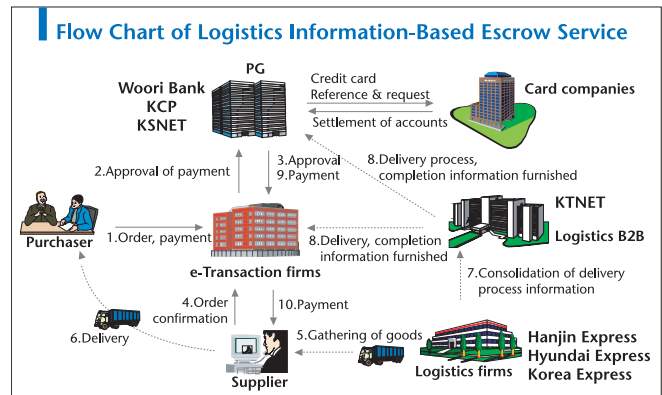 Flow Chart of Logistics Information-Based Escrow Service
PG
Woori Bank
KCP
KSNET
Credit card
Reference & request
Settlement of accounts
Card companies
2.Approval of payment
3.Approval
9.Payment
8.Delivery process,
completion information furnished
KTNET
Logistics B2B
Purchaser
1.Order, payment
8.Delivery, completion
information furnished
e-Transaction firms
7.Consolidation of delivery
process information
4.Order
confirmation
10.Payment
6.Delivery
5.Gathering of goods
Supplier
Logistics firms
Hanjin Express
Hyundai Express
Korea Express